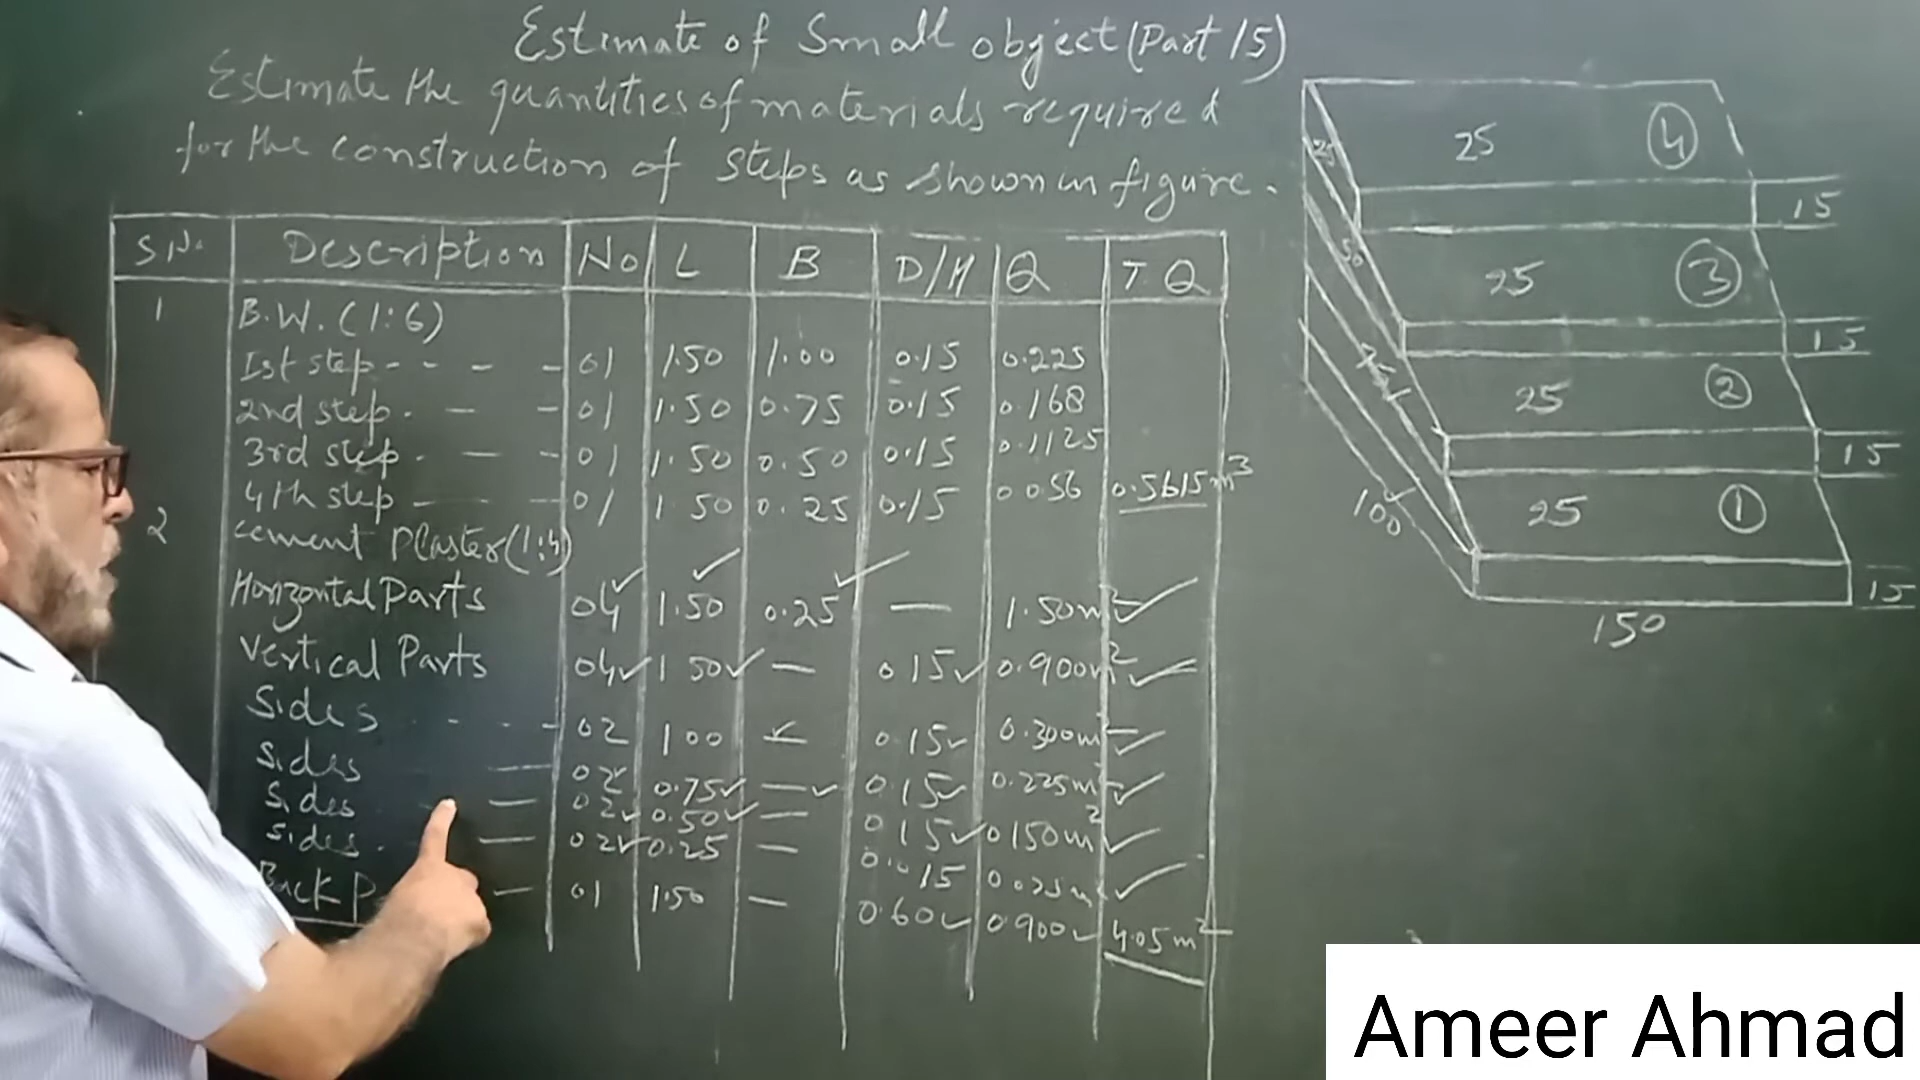 Estimate of Small object (Part 15)
Estimate the quantities of materials required
for the construction of steps as shown in figure.
S.N. Description No L B D/H Q T Q
1 B.W. (1:6)
1st step - - - - 01 1.50 1.00 0.15 0.225
2nd step. - - 01 1.50 0.75 0.15 0.168
3rd step. - - 01 1.50 0.50 0.15 0.1125
4th step - - 01 1.50 0.25 0.15 0.056 0.5615m³
2 Cement Plaster (1:4)
Horizontal Parts 04 1.50 0.25 — 1.50m²
Vertical Parts 04 1.50 — 0.15 0.900m²
Sides - - - - 02 1.00 — 0.15 0.300m²
Sides — 02 0.75 — 0.15 0.225m²
Sides — 02 0.50 — 0.15 0.150m²
Sides. — 02 0.25 — 0.15
Back P — 01 1.50 — 0.60 0.900 4.05m²
25 4
15
25 3
50
15
25 2
75
15
25 1
100
15
150
Ameer Ahmad